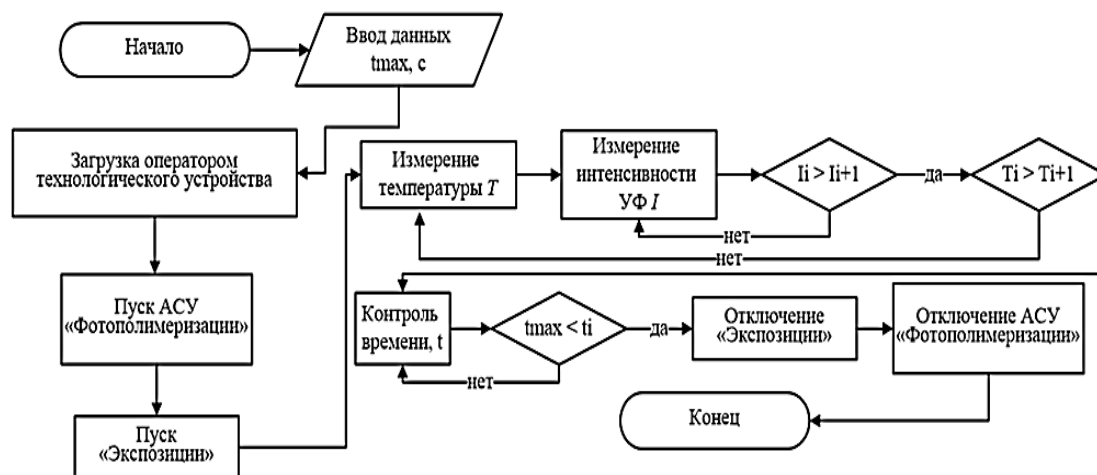 Начало
Ввод данных
tmax, с
Загрузка оператором
технологического устройства
Пуск АСУ
«Фотополимеризации»
Пуск
«Экспозиции»
Измерение
температуры T
Измерение
интенсивности
УФ I
Ii > Ii+1
да
Ti > Ti+1
нет
нет
Контроль
времени, t
tmax < ti
да
нет
Отключение
«Экспозиции»
Отключение АСУ
«Фотополимеризации»
Конец